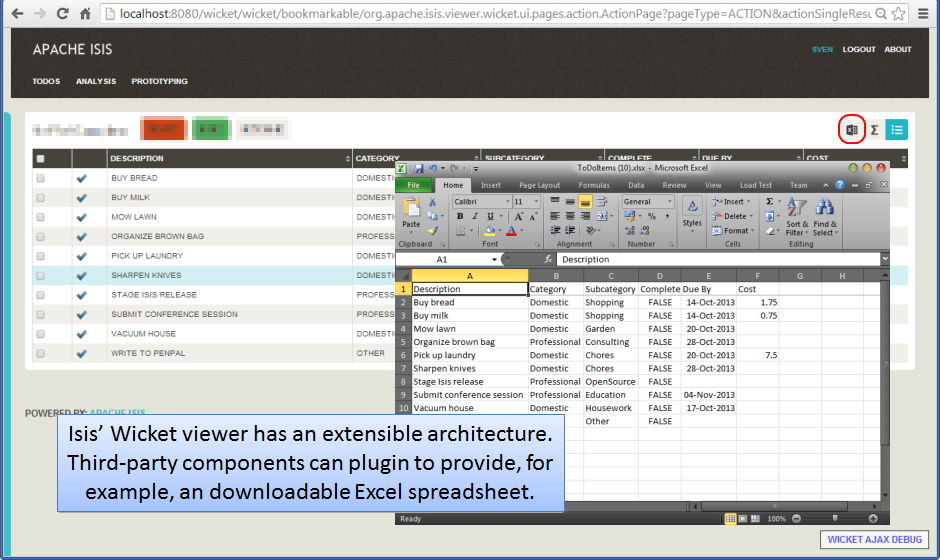 localhost:8080/wicket/wicket/bookmarkable/org.apache.isis.viewer.wicket.ui.pages.action.ActionPage?pageType=ACTION&actionSingleResu
APACHE ISIS
SVEN LOGOUT ABOUT
TODOS ANALYSIS PROTOTYPING
DESCRIPTION CATEGORY SUBCATEGORY COMPLETE DUE BY COST
BUY BREAD DOMESTI
BUY MILK DOMESTI
MOW LAWN DOMESTI
ORGANIZE BROWN BAG PROFESS
PICK UP LAUNDRY DOMESTI
SHARPEN KNIVES DOMESTI
STAGE ISIS RELEASE PROFESS
SUBMIT CONFERENCE SESSION PROFESS
VACUUM HOUSE DOMESTI
WRITE TO PENPAL OTHER
POWERED BY: APACHE ISIS
ToDoItems (10).xlsx - Microsoft Excel
File Home Insert Page Layout Formulas Data Review View Load Test Team
Paste Calibri 11 General Styles Insert Σ
B I U A % , Delete Sort & Filter Find & Select
Format
Clipboard Font Alignment Number Cells Editing
A1 fx Description
A B C D E F G H
1 Description Category Subcategory Complete Due By Cost
2 Buy bread Domestic Shopping FALSE 14-Oct-2013 1.75
3 Buy milk Domestic Shopping FALSE 14-Oct-2013 0.75
4 Mow lawn Domestic Garden FALSE 20-Oct-2013
5 Organize brown bag Professional Consulting FALSE 28-Oct-2013
6 Pick up laundry Domestic Chores FALSE 20-Oct-2013 7.5
7 Sharpen knives Domestic Chores FALSE 28-Oct-2013
8 Stage Isis release Professional OpenSource FALSE
9 Submit conference session Professional Education FALSE 04-Nov-2013
10 Vacuum house Domestic Housework FALSE 17-Oct-2013
Other FALSE
Isis' Wicket viewer has an extensible architecture.
Third-party components can plugin to provide, for
example, an downloadable Excel spreadsheet.
Ready 100%
WICKET AJAX DEBUG